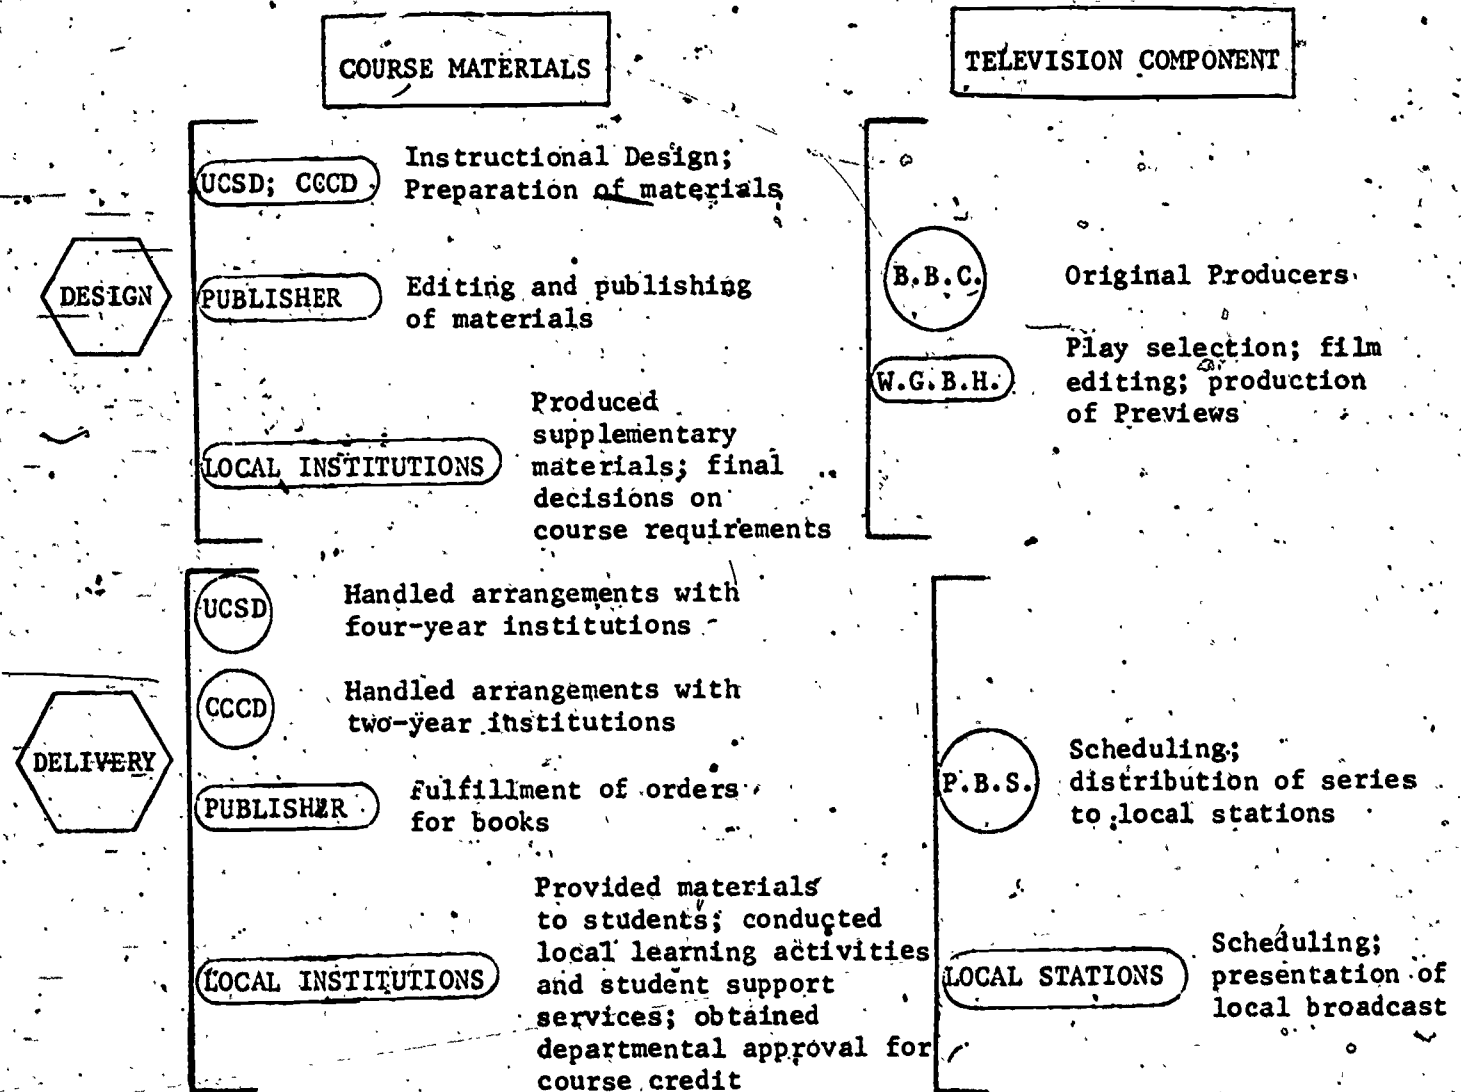 COURSE MATERIALS
TELEVISION COMPONENT
DESIGN
UCSD; CCCD
Instructional Design;
Preparation of materials
PUBLISHER
Editing and publishing
of materials
LOCAL INSTITUTIONS
Produced
supplementary
materials; final
decisions on
course requirements
B.B.C.
Original Producers
W.G.B.H.
Play selection; film
editing; production
of Previews
DELIVERY
UCSD
Handled arrangements with
four-year institutions
CCCD
Handled arrangements with
two-year institutions
PUBLISHER
Fulfillment of orders
for books
LOCAL INSTITUTIONS
Provided materials
to students; conducted
local learning activities
and student support
services; obtained
departmental approval for
course credit
P.B.S.
Scheduling;
distribution of series
to local stations
LOCAL STATIONS
Scheduling;
presentation of
local broadcast